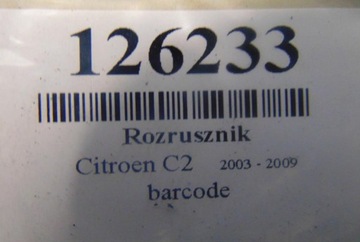 126233
Rozrusznik
Citroen C2 2003 - 2009
barcode